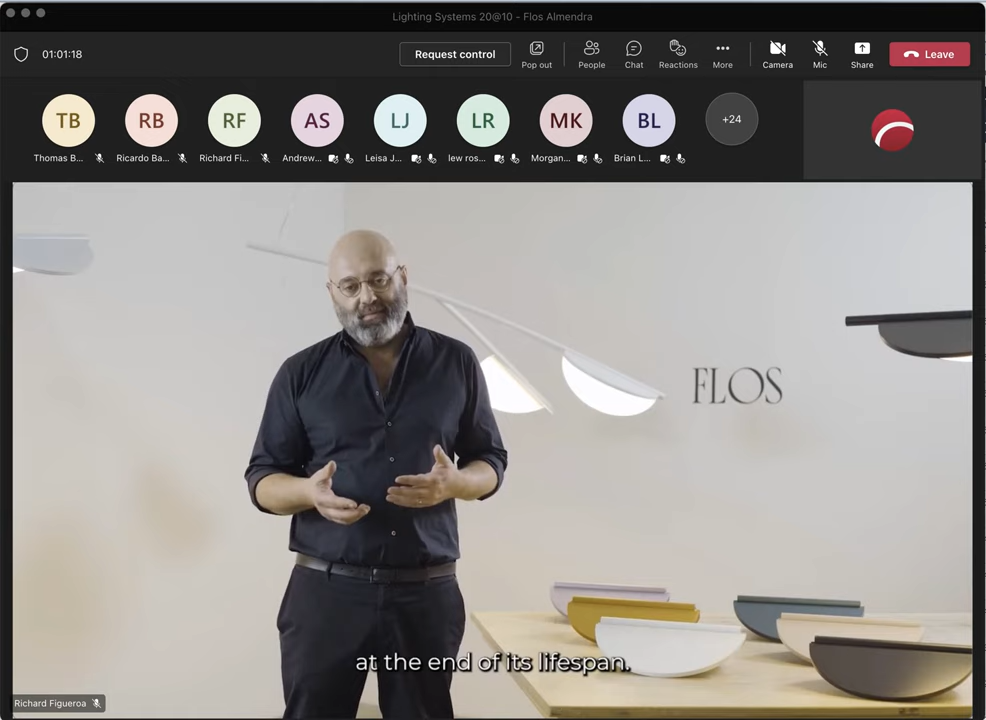 Lighting Systems 20@10 - Flos Almendra
01:01:18
Request control
Pop out
People
Chat
Reactions
More
Camera
Mic
Share
Leave
TB
RB
RF
AS
LJ
LR
MK
BL
+24
Thomas B...
Ricardo Ba...
Richard Fi...
Andrew...
Leisa J...
lew ros...
Morgan...
Brian L...
FLOS
at the end of its lifespan.
Richard Figueroa